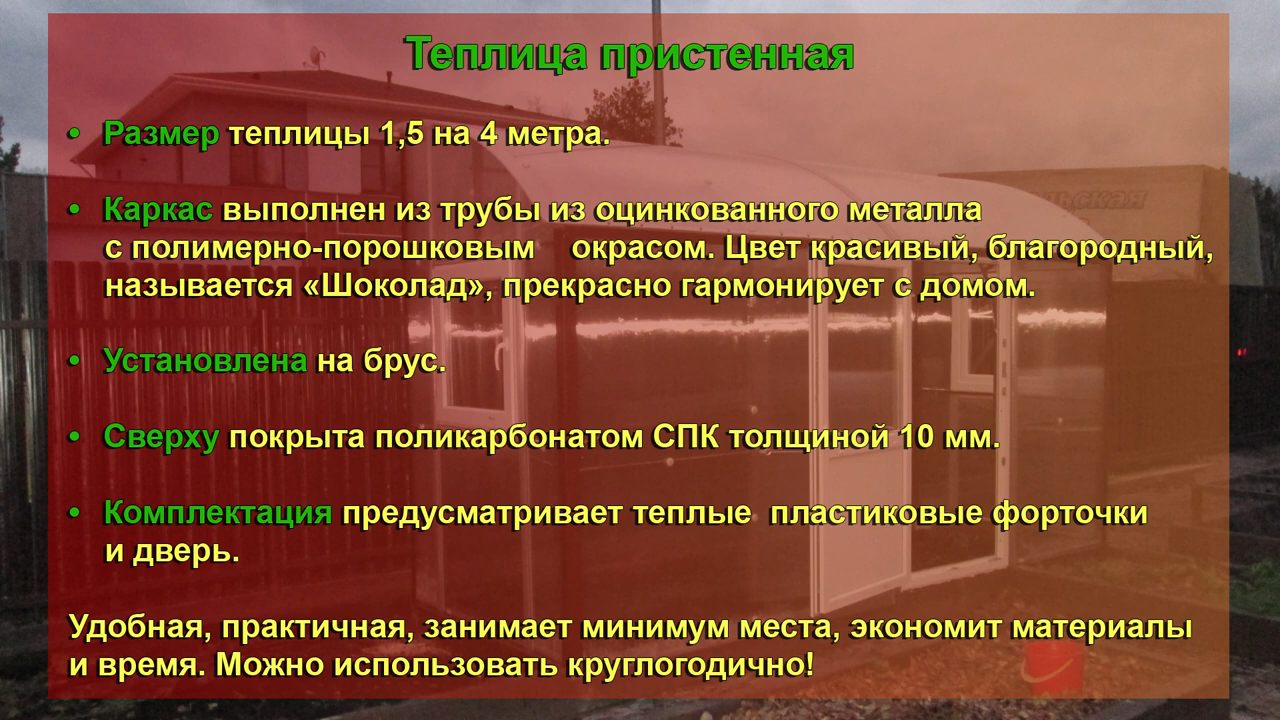 Теплица пристенная
• Размер теплицы 1,5 на 4 метра.
• Каркас выполнен из трубы из оцинкованного металла
с полимерно-порошковым окрасом. Цвет красивый, благородный,
называется «Шоколад», прекрасно гармонирует с домом.
• Установлена на брус.
• Сверху покрыта поликарбонатом СПК толщиной 10 мм.
• Комплектация предусматривает теплые пластиковые форточки
и дверь.
Удобная, практичная, занимает минимум места, экономит материалы
и время. Можно использовать круглогодично!